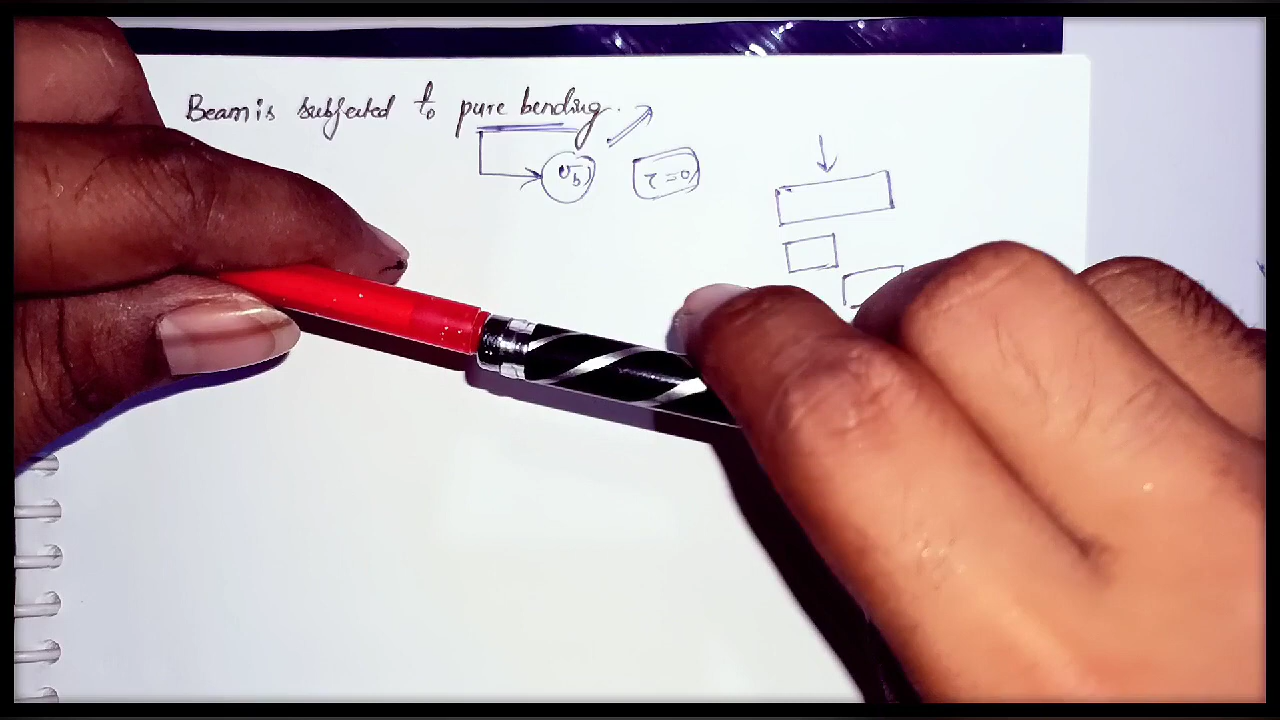 Beam is subjected to pure bending.
σb τ = 0